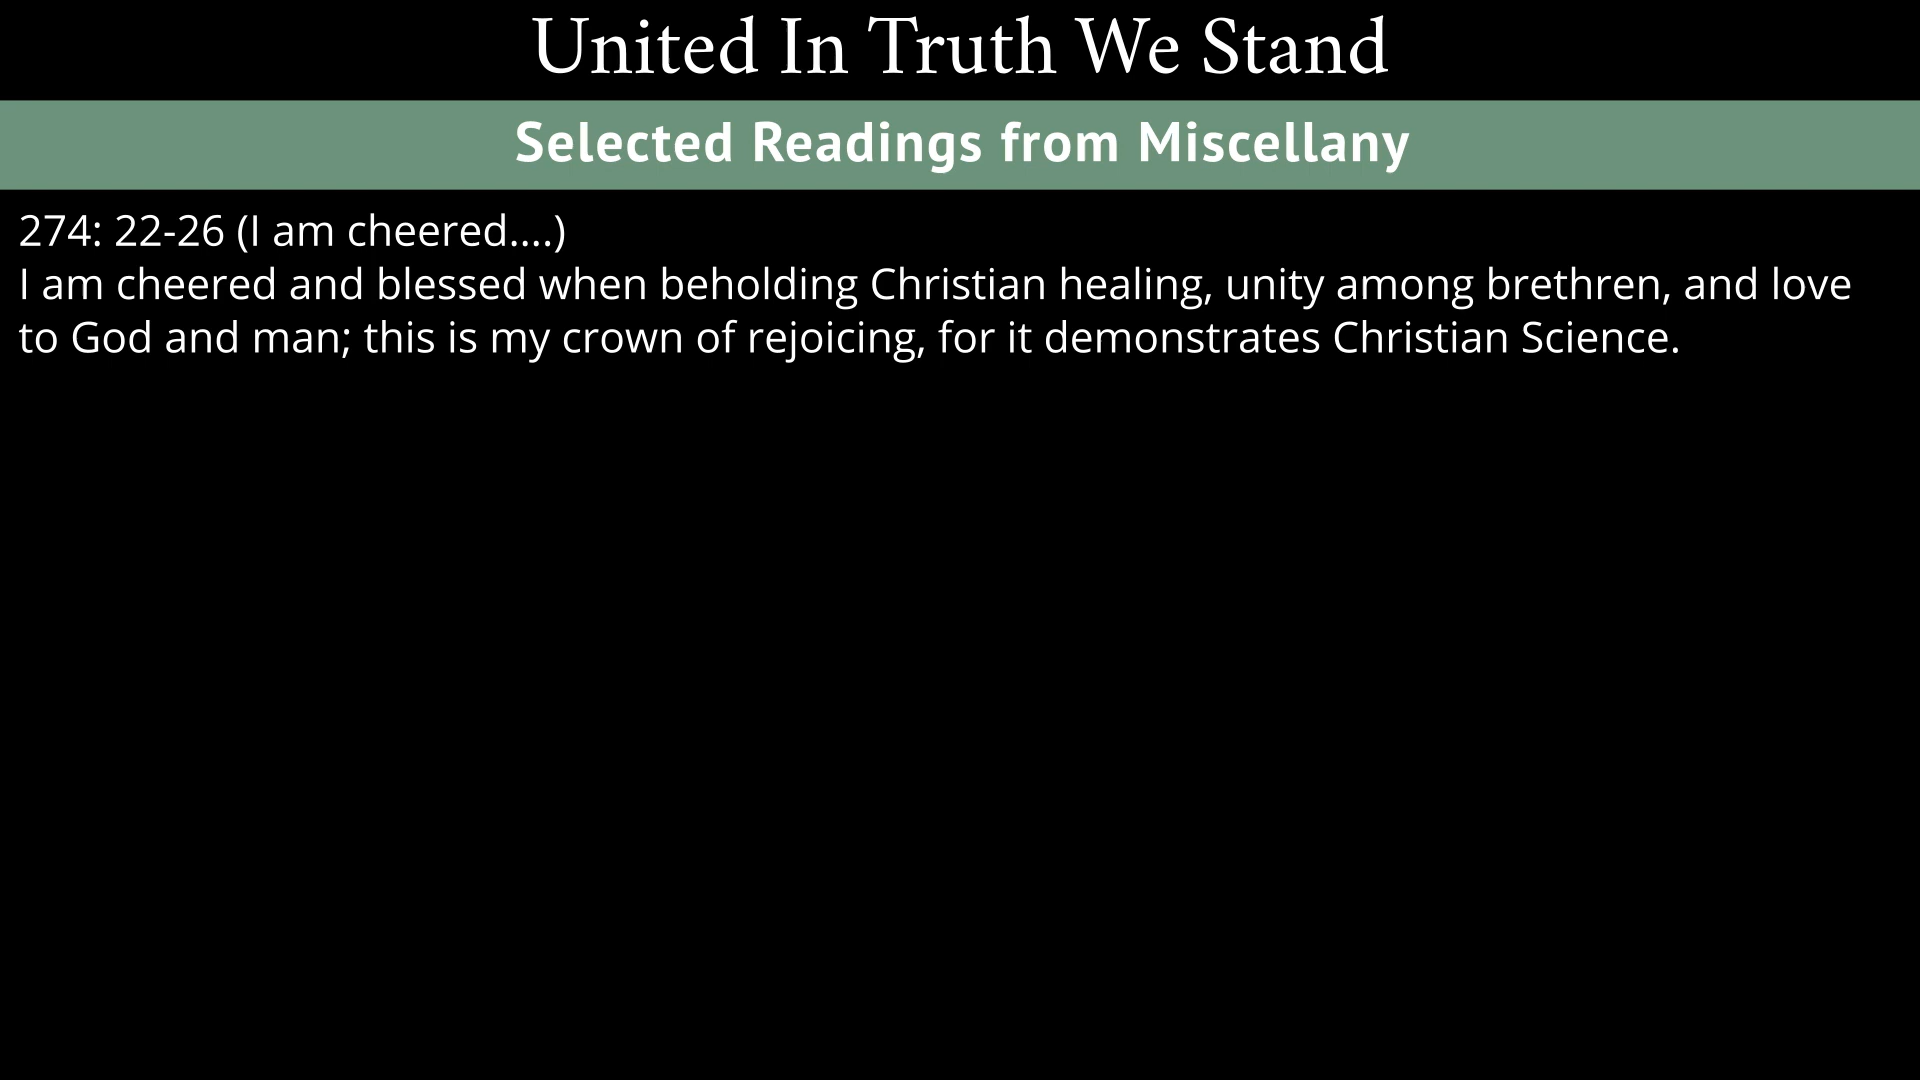 United In Truth We Stand
Selected Readings from Miscellany
274: 22-26 (I am cheered....)
I am cheered and blessed when beholding Christian healing, unity among brethren, and love
to God and man; this is my crown of rejoicing, for it demonstrates Christian Science.